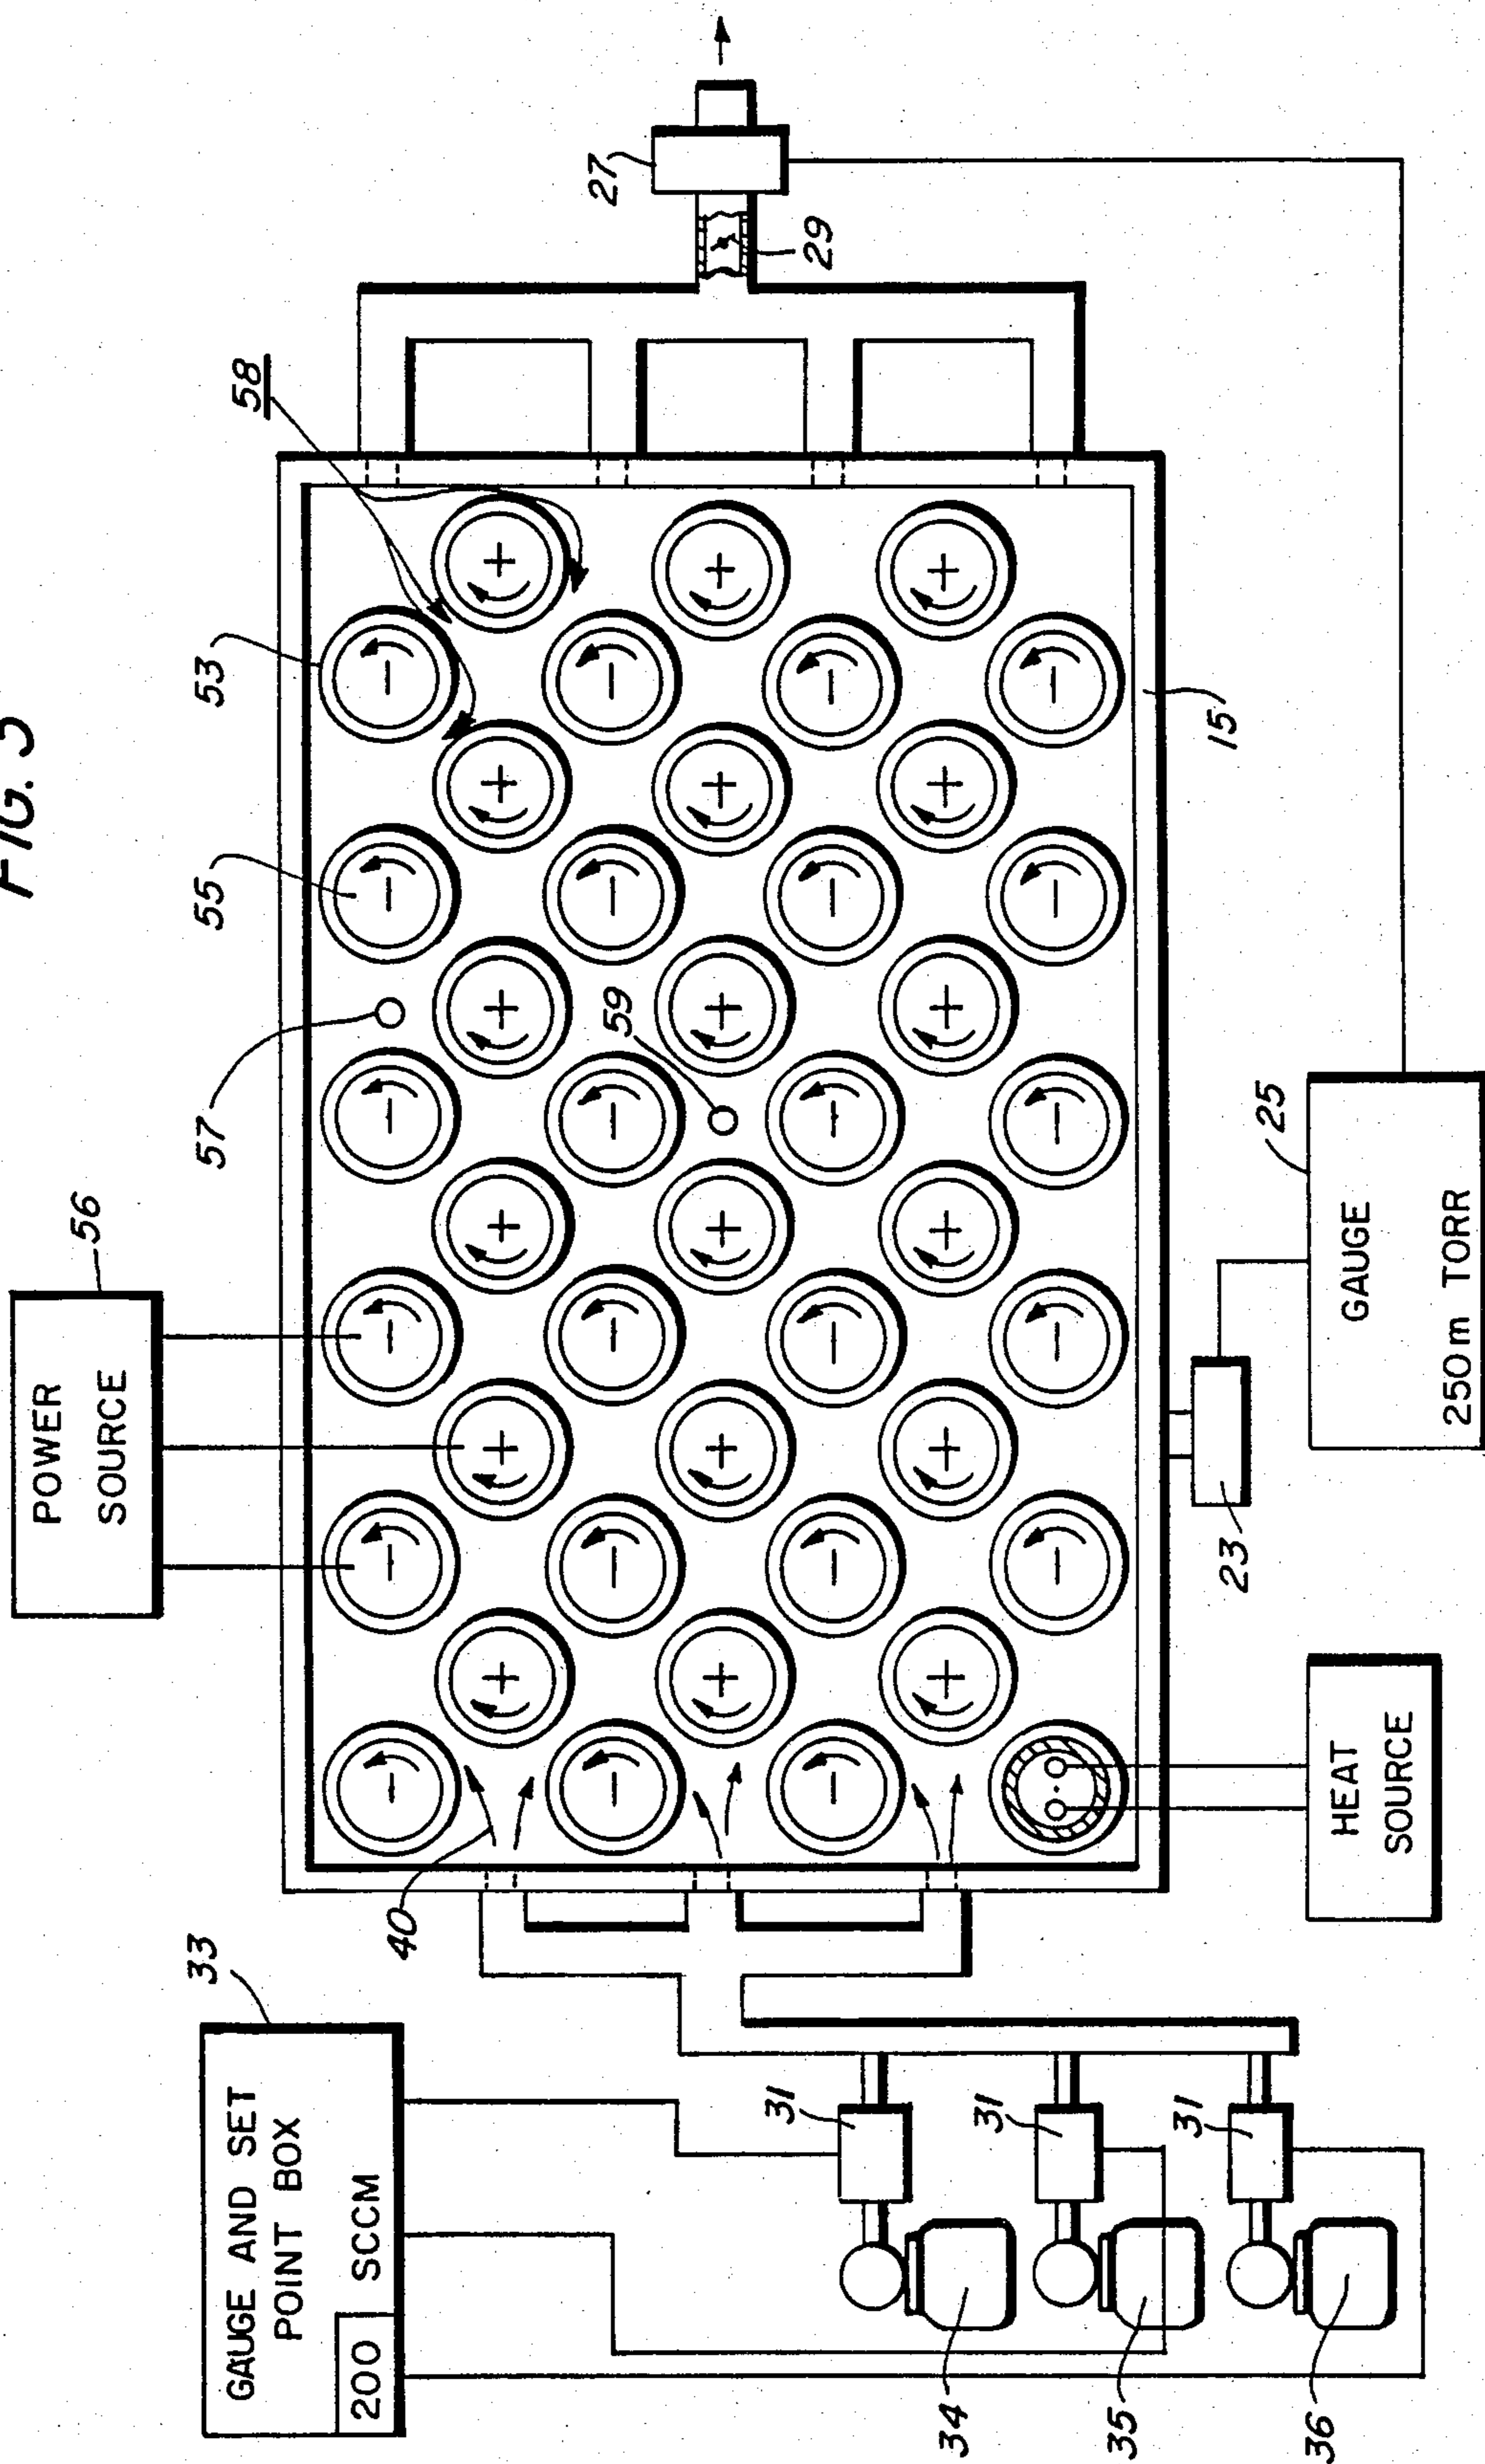 FIG.
POWER
SOURCE
56
33
GAUGE AND SET
POINT BOX
200 SCCM
57
55
53
58
40
59
27
29
31
31
31
34
35
36
23
15
HEAT
SOURCE
25
GAUGE
250m TORR
+ + + + + +
+ + + + + +
+ + + + + +
− − − − − − −
− − − − − − −
− − − − − − −
− − − − −